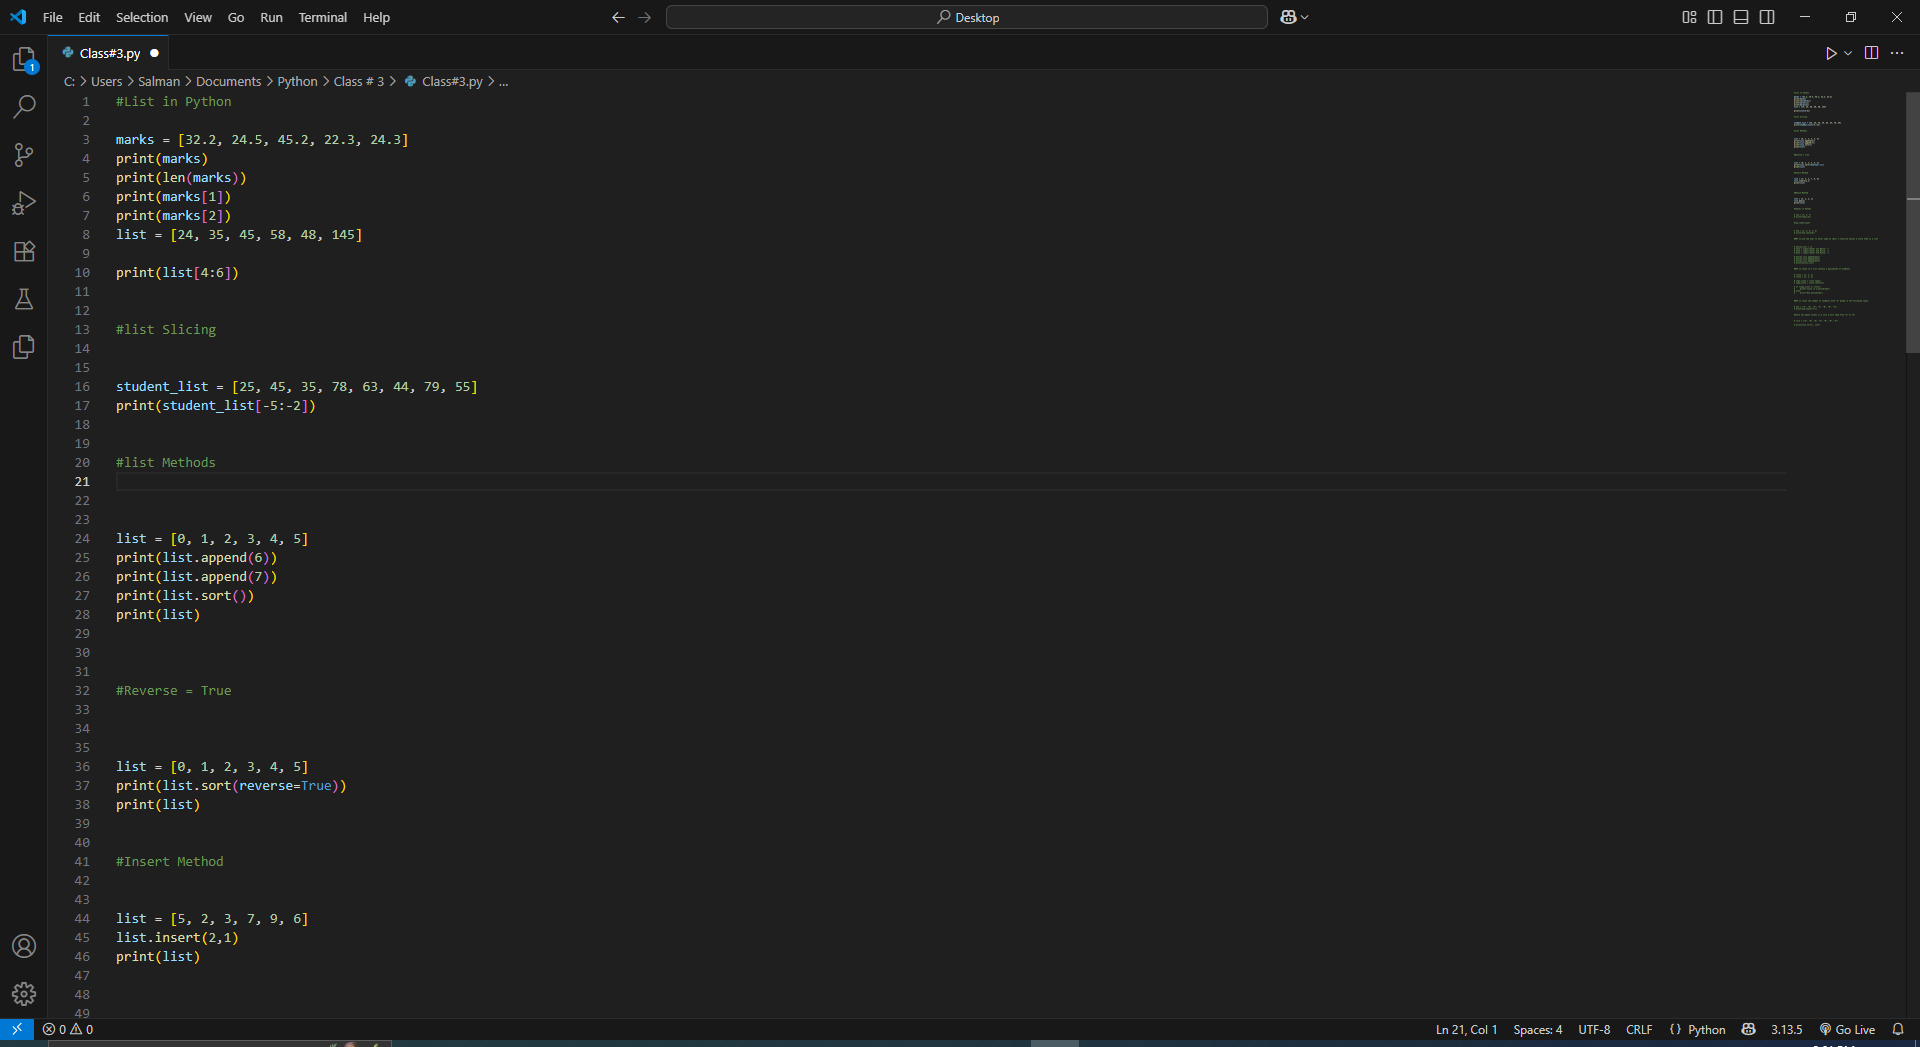 File Edit Selection View Go Run Terminal Help
Desktop
Class#3.py
C: > Users > Salman > Documents > Python > Class # 3 > Class#3.py > ...
1 #List in Python
2
3 marks = [32.2, 24.5, 45.2, 22.3, 24.3]
4 print(marks)
5 print(len(marks))
6 print(marks[1])
7 print(marks[2])
8 list = [24, 35, 45, 58, 48, 145]
9
10 print(list[4:6])
11
12
13 #list Slicing
14
15
16 student_list = [25, 45, 35, 78, 63, 44, 79, 55]
17 print(student_list[-5:-2])
18
19
20 #list Methods
21
22
23
24 list = [0, 1, 2, 3, 4, 5]
25 print(list.append(6))
26 print(list.append(7))
27 print(list.sort())
28 print(list)
29
30
31
32 #Reverse = True
33
34
35
36 list = [0, 1, 2, 3, 4, 5]
37 print(list.sort(reverse=True))
38 print(list)
39
40
41 #Insert Method
42
43
44 list = [5, 2, 3, 7, 9, 6]
45 list.insert(2,1)
46 print(list)
47
48
49
1
0 0 Ln 21, Col 1 Spaces: 4 UTF-8 CRLF {} Python 3.13.5 Go Live